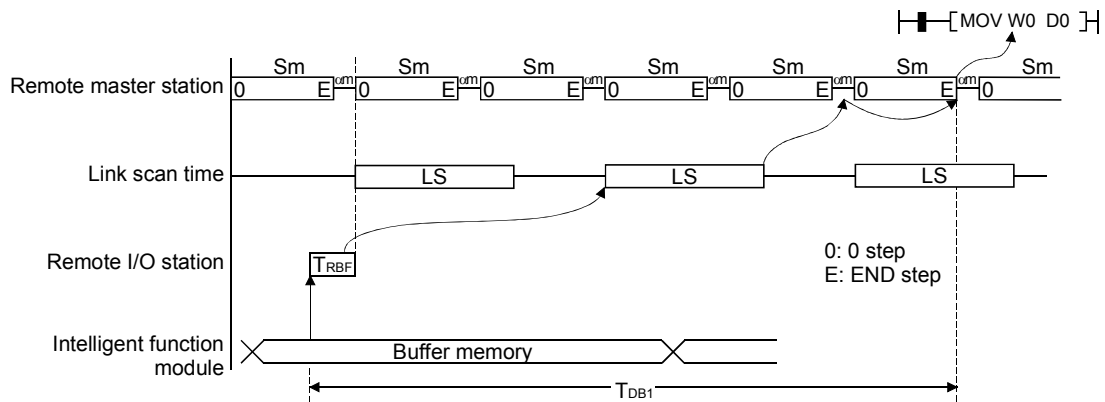 MOV W0 D0
Sm Sm Sm Sm Sm Sm
Remote master station
0 E αm 0 E αm 0 E αm 0 E αm 0 E αm 0 E αm 0
Link scan time
LS LS LS
Remote I/O station
TRBF
0: 0 step
E: END step
Intelligent function
module
Buffer memory
TDB1